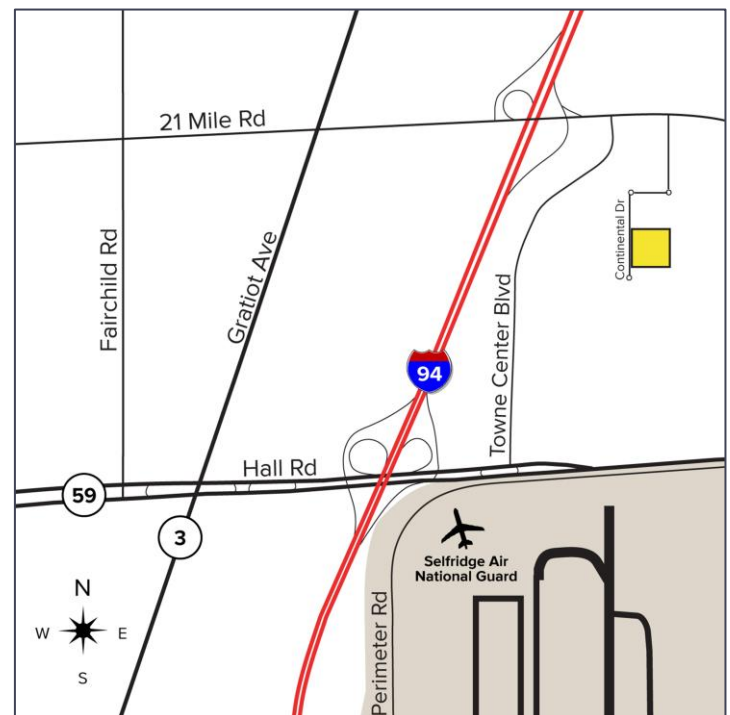 21 Mile Rd
Fairchild Rd
Gratiot Ave
Continental Dr
Towne Center Blvd
94
Hall Rd
59
3
Selfridge Air
National Guard
Perimeter Rd
N
W E
S